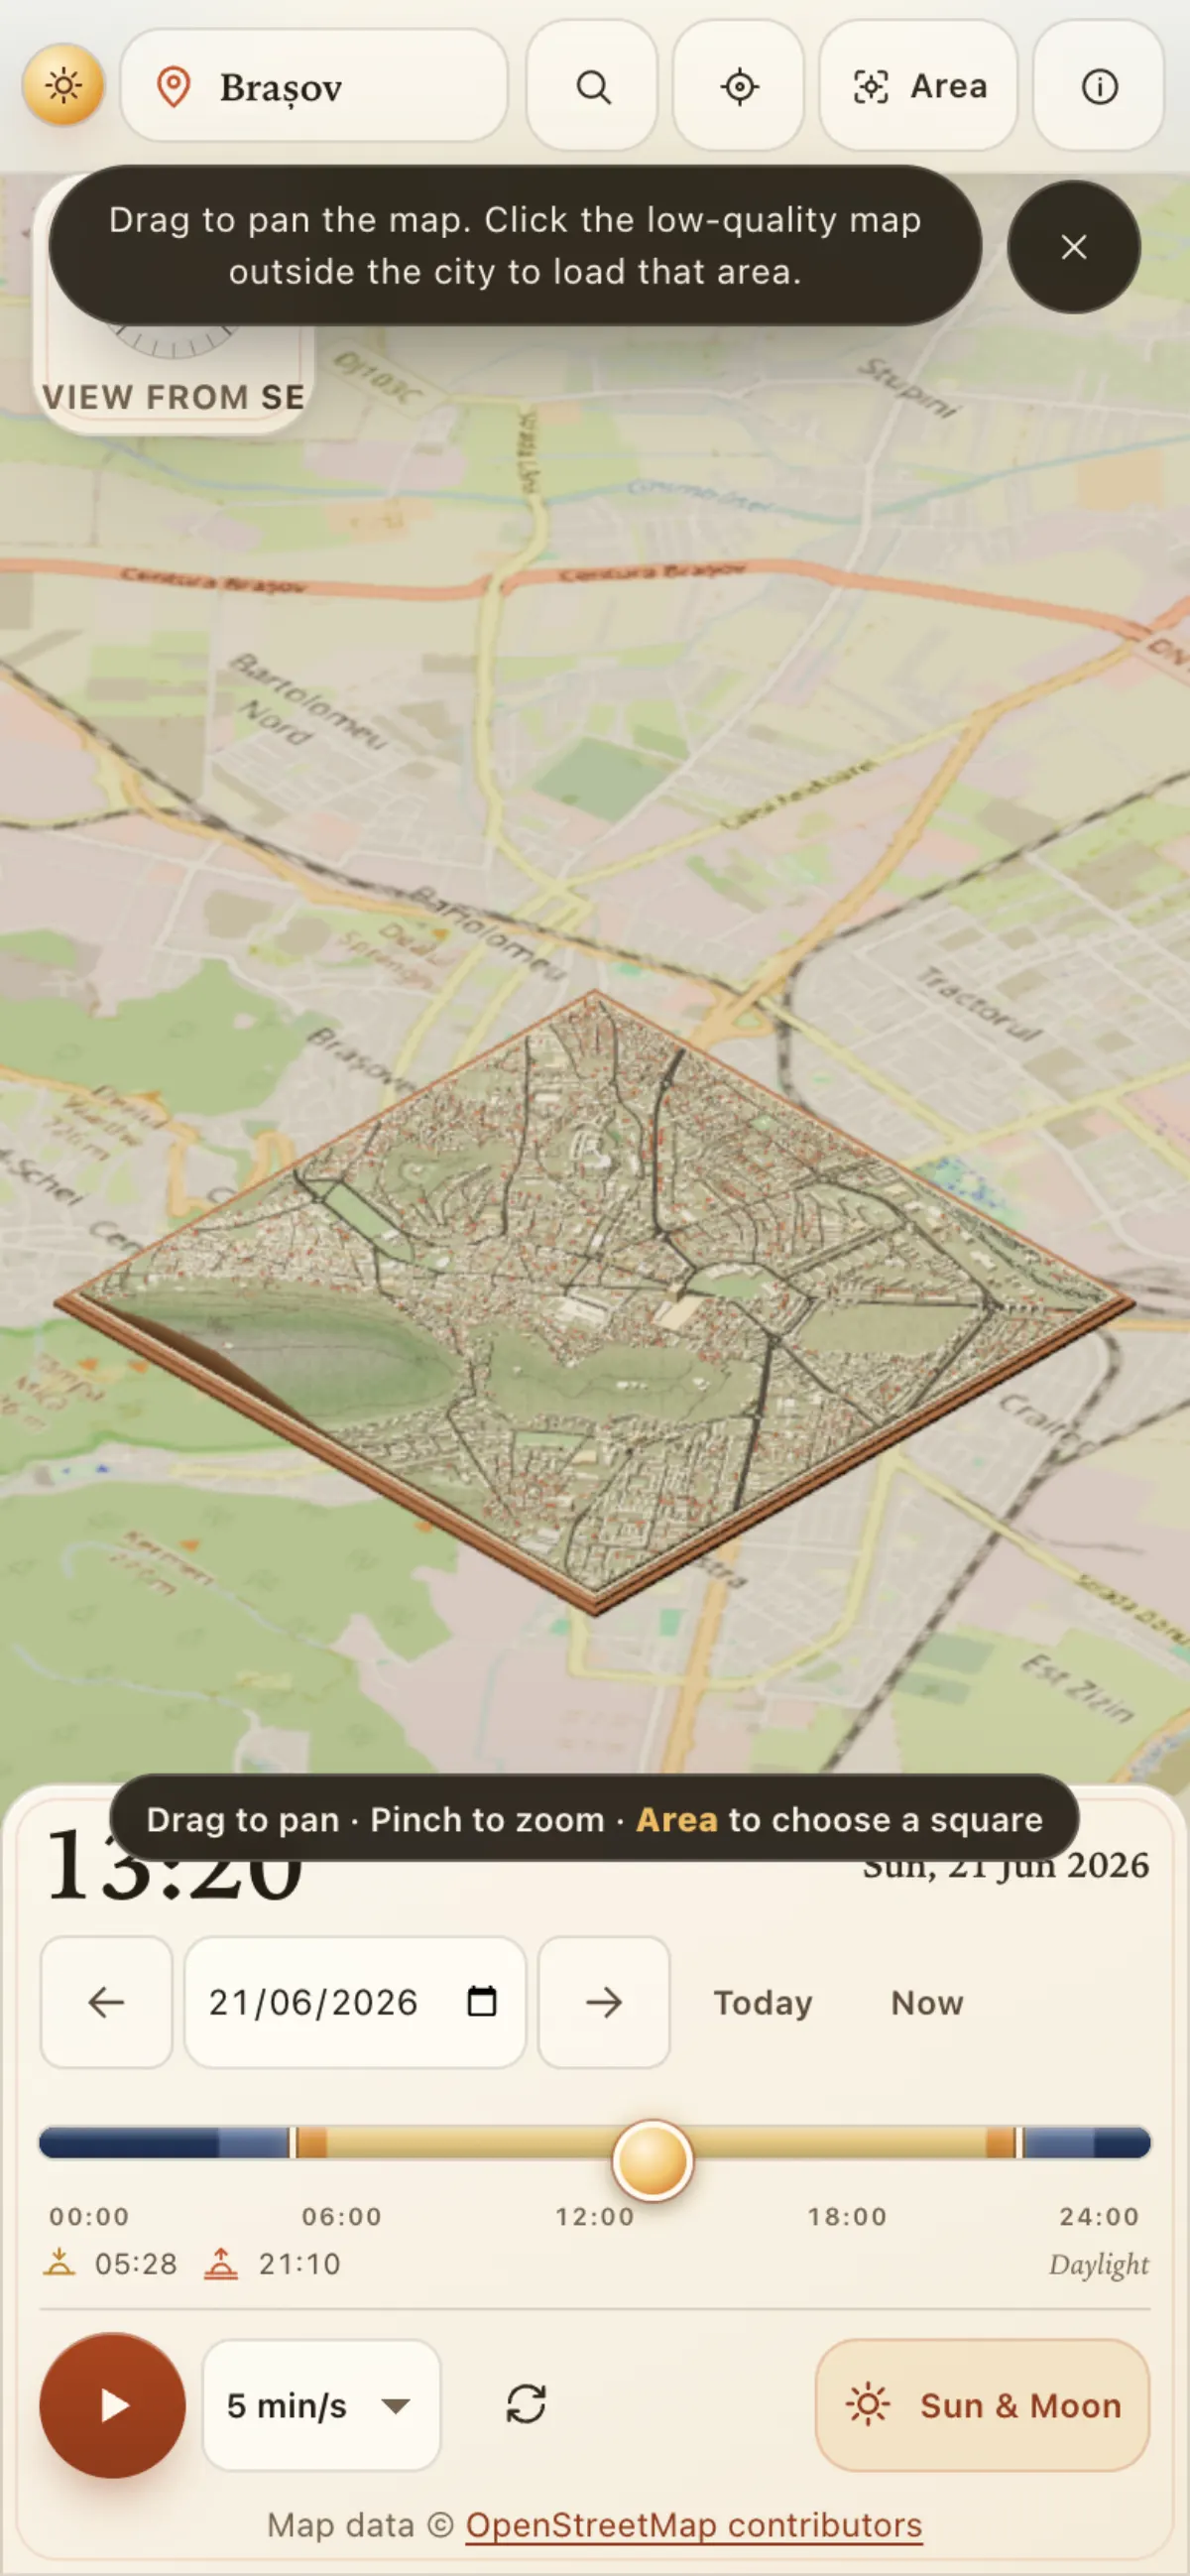 Brașov
Area
Drag to pan the map. Click the low-quality map
outside the city to load that area.
VIEW FROM SE
DJ103C
Stupini
Centura Brașov
Centura Brașov
Bartolomeu
Nord
Bartolomeu
Tractorul
Est Zizin
Drag to pan · Pinch to zoom · Area to choose a square
13:20
Sun, 21 Jun 2026
21/06/2026
Today
Now
00:00
06:00
12:00
18:00
24:00
05:28
21:10
Daylight
5 min/s
Sun & Moon
Map data © OpenStreetMap contributors